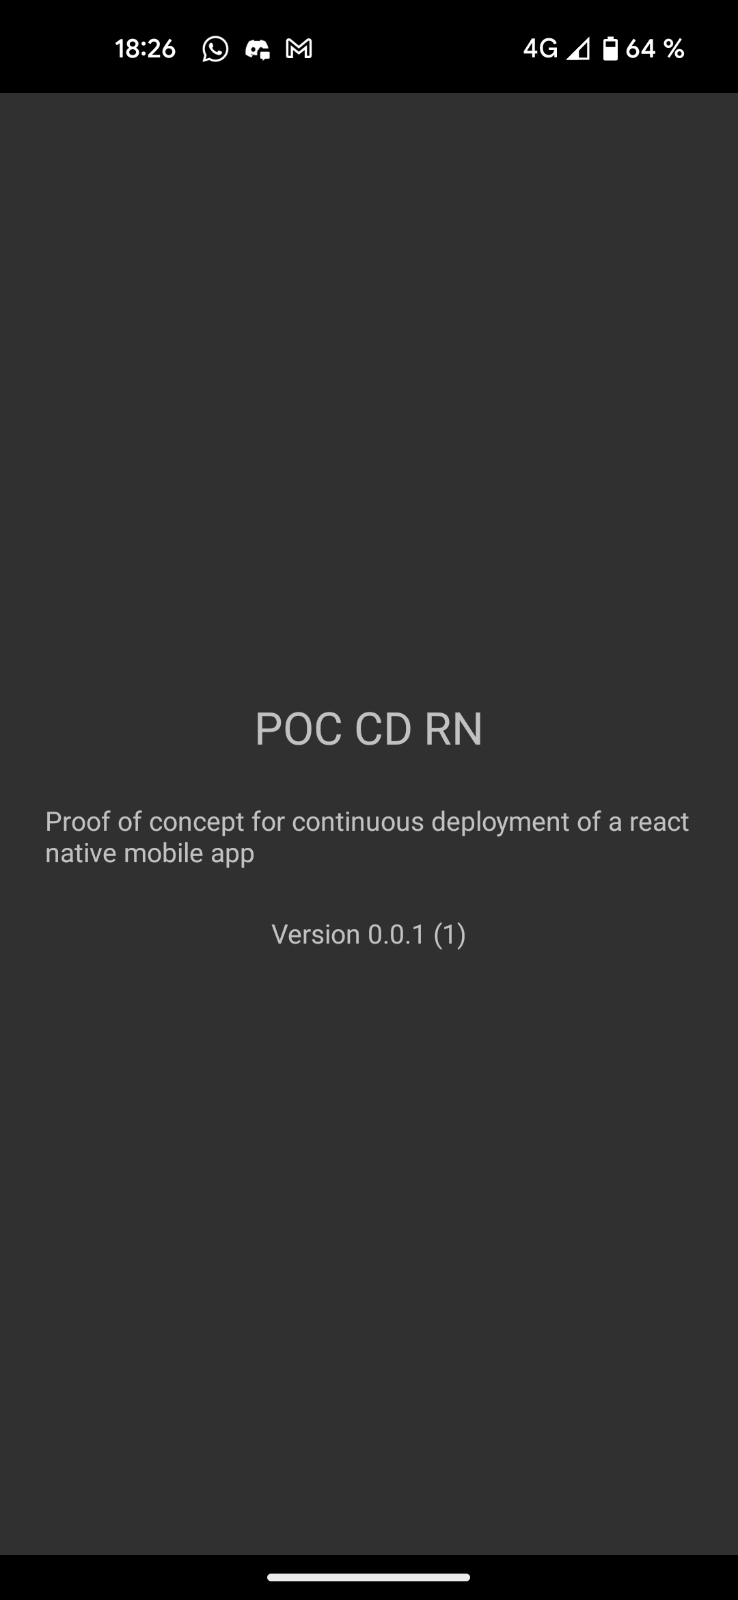 18:26 4G 64 %
POC CD RN
Proof of concept for continuous deployment of a react
native mobile app
Version 0.0.1 (1)